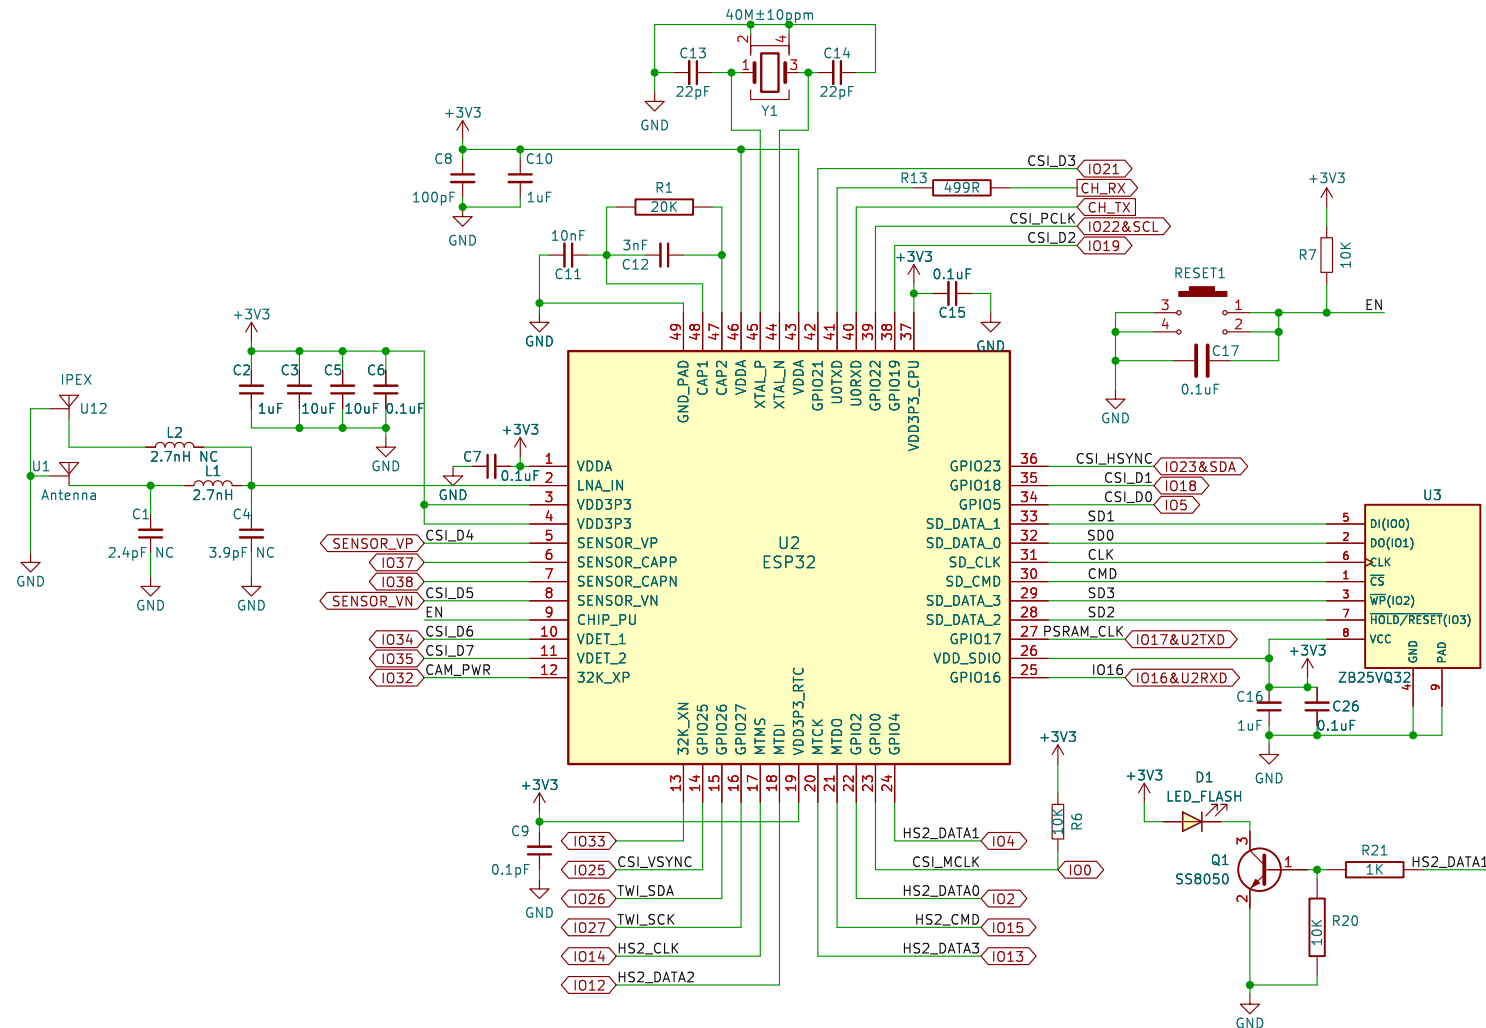 40M±10ppm
2
4
C13
C14
1
3
22pF
22pF
Y1
GND
+3V3
C8
C10
100pF
1uF
GND
R1
20K
10nF
3nF
C11
C12
GND
CSI_D3
IO21
R13
499R
CH_RX
CH_TX
CSI_PCLK
IO22&SCL
CSI_D2
IO19
+3V3
0.1uF
C15
GND
+3V3
R7
10K
RESET1
3
1
EN
4
2
C17
0.1uF
GND
+3V3
C2
C3
C5
C6
1uF
10uF
10uF
0.1uF
GND
IPEX
U12
L2
2.7nH NC
U1
L1
Antenna
2.7nH
C1
C4
2.4pF NC
3.9pF NC
GND
GND
GND
+3V3
C7
0.1uF
GND
49
48
47
46
45
44
43
42
41
40
39
38
37
GND_PAD
CAP1
CAP2
VDDA
XTAL_P
XTAL_N
VDDA
GPIO21
U0TXD
U0RXD
GPIO22
GPIO19
VDD3P3_CPU
1 VDDA
2 LNA_IN
3 VDD3P3
4 VDD3P3
SENSOR_VP CSI_D4 5 SENSOR_VP
IO37 6 SENSOR_CAPP
IO38 7 SENSOR_CAPN
SENSOR_VN CSI_D5 8 SENSOR_VN
EN 9 CHIP_PU
IO34 CSI_D6 10 VDET_1
IO35 CSI_D7 11 VDET_2
IO32 CAM_PWR 12 32K_XP
U2
ESP32
GPIO23 36 CSI_HSYNC IO23&SDA
GPIO18 35 CSI_D1 IO18
GPIO5 34 CSI_D0 IO5
SD_DATA_1 33 SD1
SD_DATA_0 32 SD0
SD_CLK 31 CLK
SD_CMD 30 CMD
SD_DATA_3 29 SD3
SD_DATA_2 28 SD2
GPIO17 27 PSRAM_CLK IO17&U2TXD
VDD_SDIO 26
GPIO16 25 IO16 IO16&U2RXD
U3
5 DI(IO0)
2 DO(IO1)
6 CLK
1 CS
3 WP(IO2)
7 HOLD/RESET(IO3)
8 VCC
GND
PAD
4
9
ZB25VQ32
+3V3
C16
C26
1uF
0.1uF
GND
32K_XN
GPIO25
GPIO26
GPIO27
MTMS
MTDI
VDD3P3_RTC
MTCK
MTDO
GPIO2
GPIO0
GPIO4
13
14
15
16
17
18
19
20
21
22
23
24
+3V3
C9
0.1pF
GND
IO33
IO25 CSI_VSYNC
IO26 TWI_SDA
IO27 TWI_SCK
IO14 HS2_CLK
IO12 HS2_DATA2
+3V3
10K
R6
HS2_DATA1 IO4
CSI_MCLK IO0
HS2_DATA0 IO2
HS2_CMD IO15
HS2_DATA3 IO13
+3V3
D1
LED_FLASH
3
Q1
SS8050
1
2
R21
1K
HS2_DATA1
R20
10K
GND